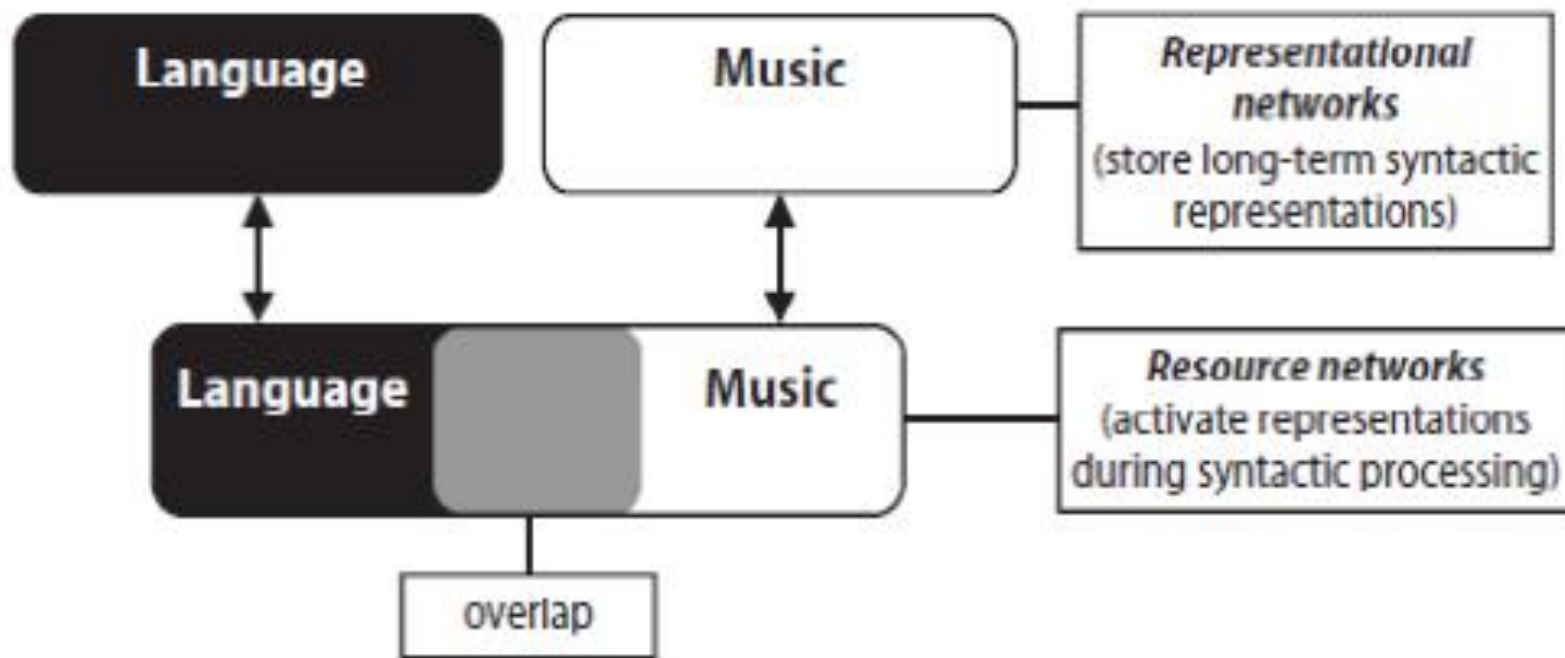 Language
Music
Representational
networks
(store long-term syntactic
representations)
Language
Music
Resource networks
(activate representations
during syntactic processing)
overlap